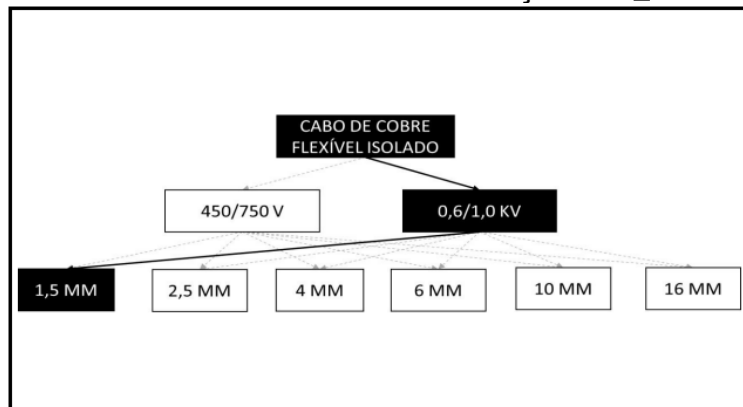 CABO DE COBRE
FLEXÍVEL ISOLADO
450/750 V
0,6/1,0 KV
1,5 MM
2,5 MM
4 MM
6 MM
10 MM
16 MM